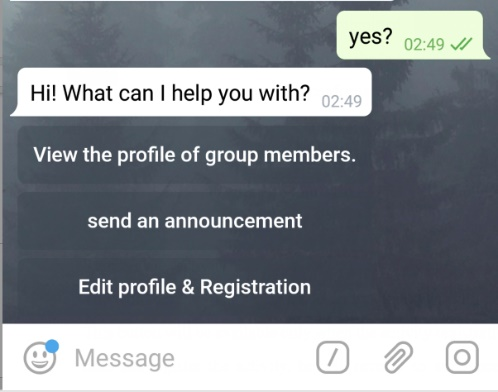 yes? 02:49
Hi! What can I help you with? 02:49
View the profile of group members.
send an announcement
Edit profile & Registration
Message